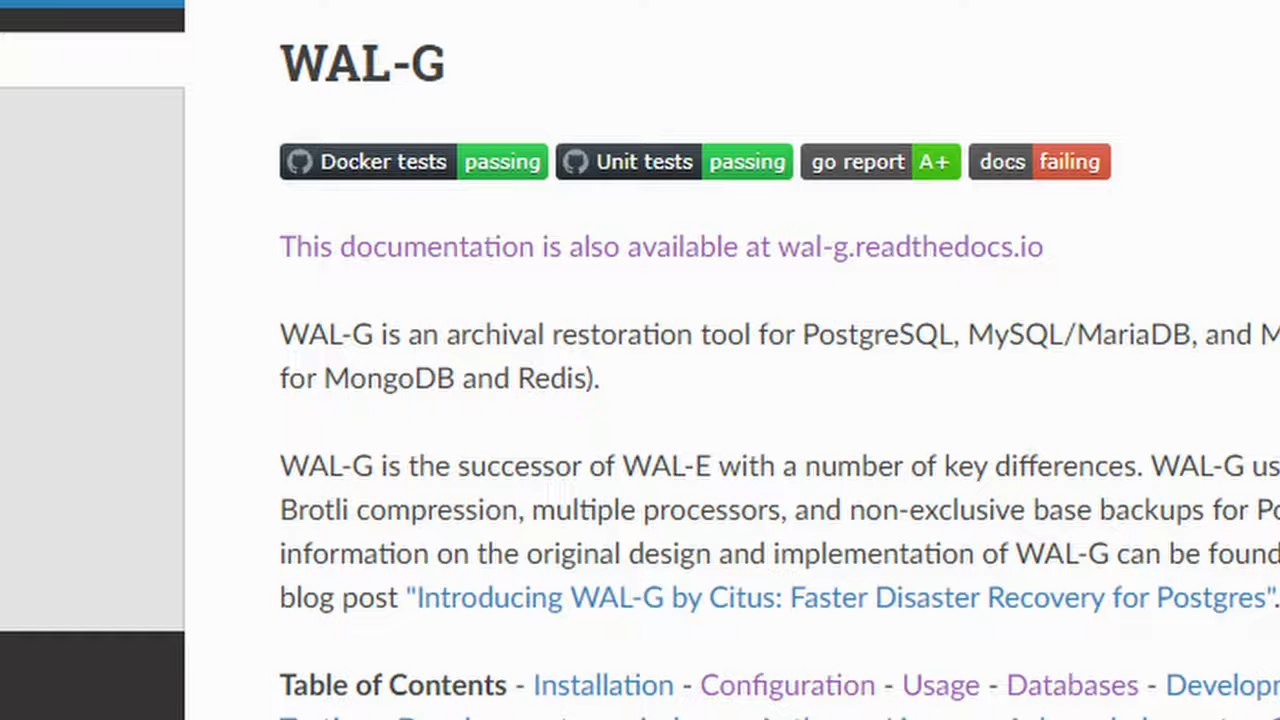 WAL-G
Docker tests passing Unit tests passing go report A+ docs failing
This documentation is also available at wal-g.readthedocs.io
WAL-G is an archival restoration tool for PostgreSQL, MySQL/MariaDB, and
for MongoDB and Redis).
WAL-G is the successor of WAL-E with a number of key differences. WAL-G
Brotli compression, multiple processors, and non-exclusive base backups for
information on the original design and implementation of WAL-G can be found
blog post "Introducing WAL-G by Citus: Faster Disaster Recovery for Postgres".
Table of Contents - Installation - Configuration - Usage - Databases -